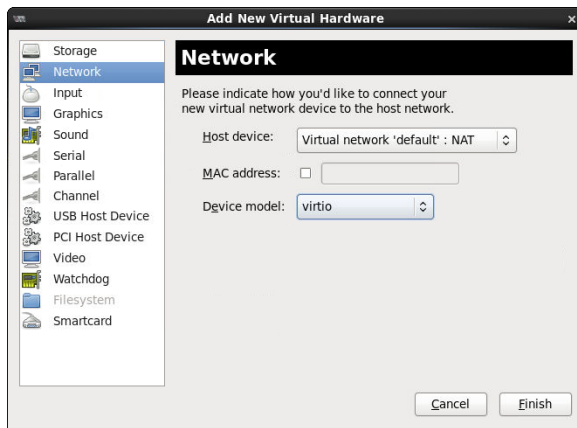 Add New Virtual Hardware
Storage
Network
Input
Graphics
Sound
Serial
Parallel
Channel
USB Host Device
PCI Host Device
Video
Watchdog
Filesystem
Smartcard
Network
Please indicate how you'd like to connect your
new virtual network device to the host network.
Host device: Virtual network 'default' : NAT
MAC address:
Device model: virtio
Cancel Finish